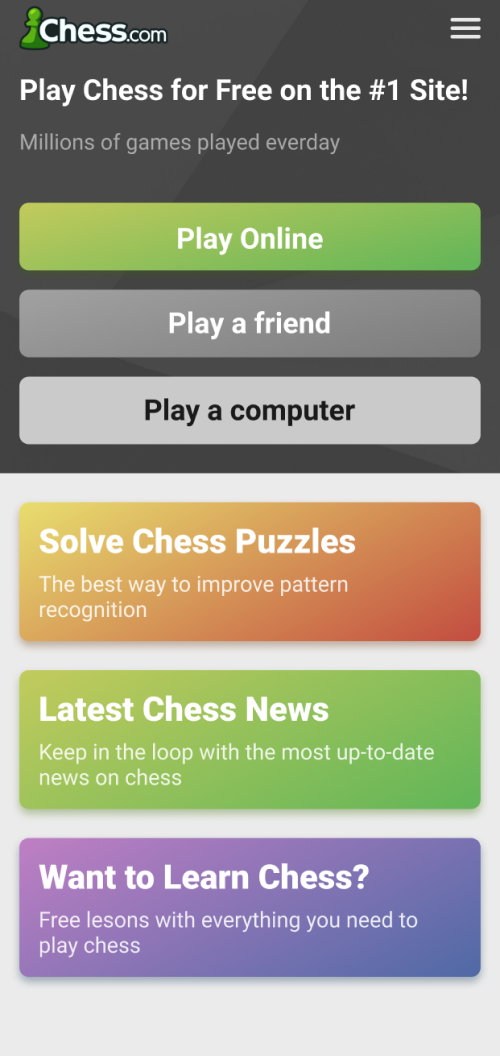 Chess.com
Play Chess for Free on the #1 Site!
Millions of games played everday
Play Online
Play a friend
Play a computer
Solve Chess Puzzles
The best way to improve pattern
recognition
Latest Chess News
Keep in the loop with the most up-to-date
news on chess
Want to Learn Chess?
Free lesons with everything you need to
play chess